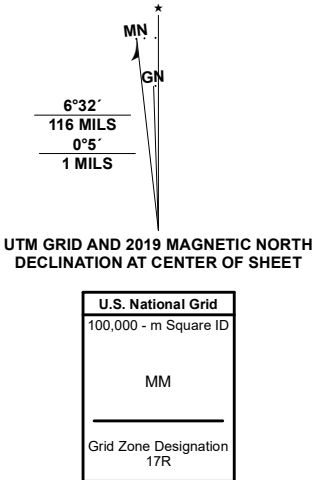 MN
GN
6°32´
116 MILS
0°5´
1 MILS
UTM GRID AND 2019 MAGNETIC NORTH
DECLINATION AT CENTER OF SHEET
U.S. National Grid
100,000 - m Square ID
MM
Grid Zone Designation
17R